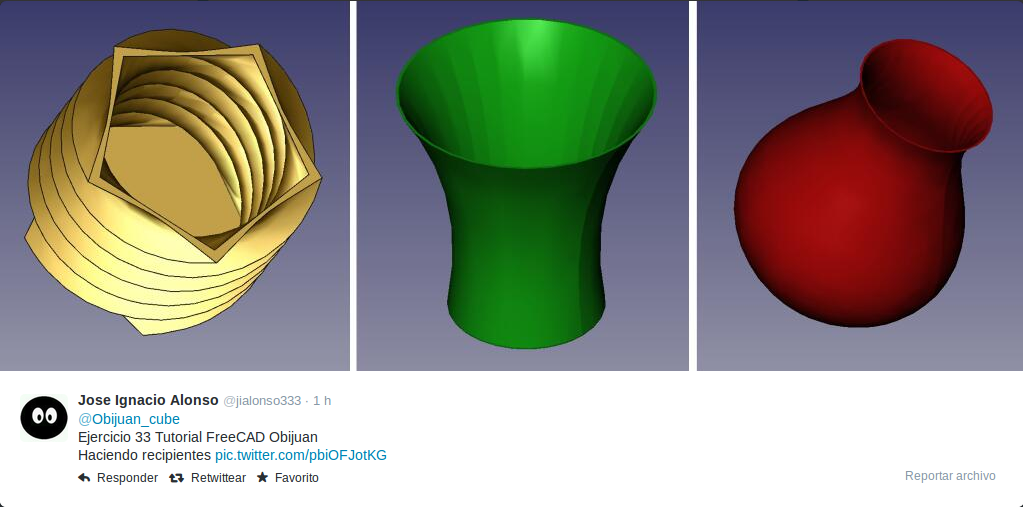 Jose Ignacio Alonso @jialonso333 · 1 h
@Obijuan_cube
Ejercicio 33 Tutorial FreeCAD Obijuan
Haciendo recipientes pic.twitter.com/pbiOFJotKG
Responder Retwittear Favorito
Reportar archivo